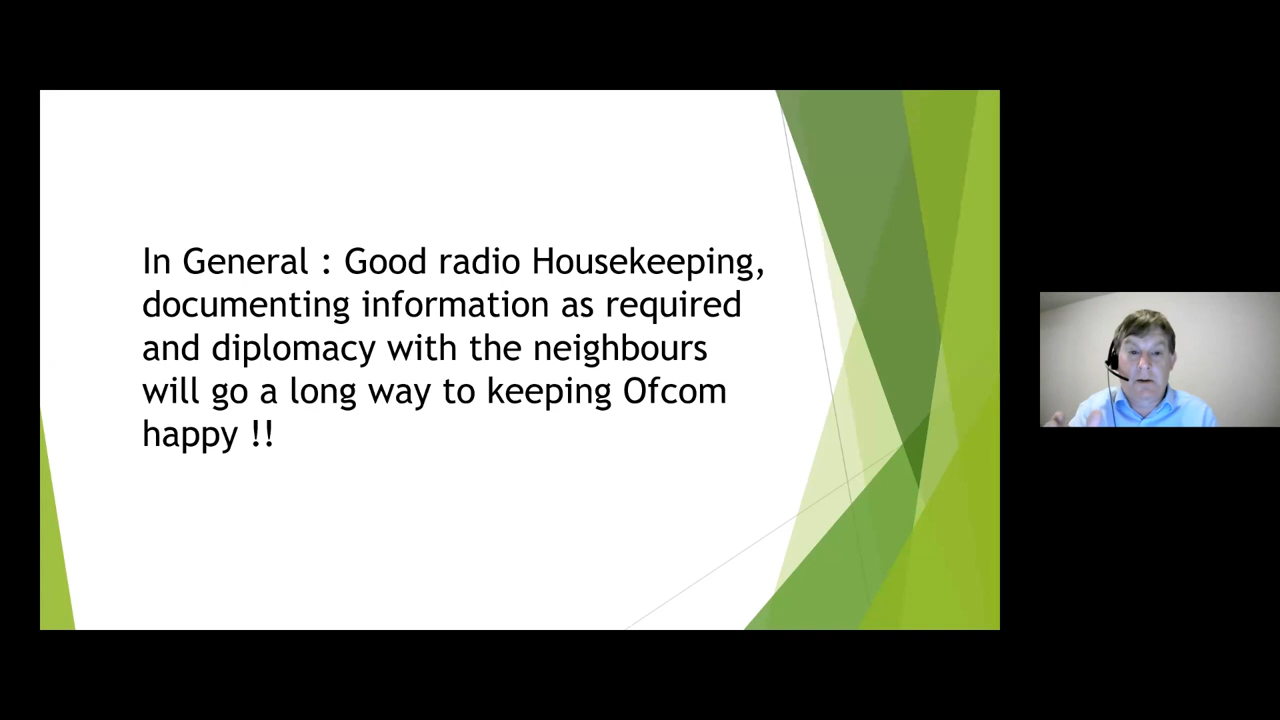 In General : Good radio Housekeeping,
documenting information as required
and diplomacy with the neighbours
will go a long way to keeping Ofcom
happy !!